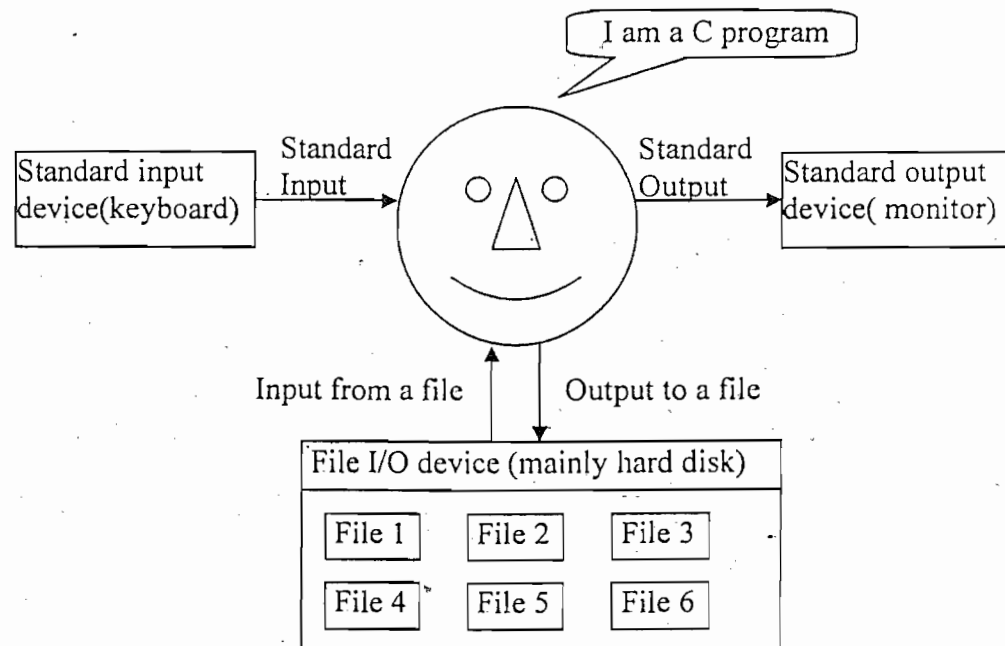 I am a C program
Standard input
device(keyboard)
Standard
Input
Standard
Output
Standard output
device( monitor)
Input from a file
Output to a file
File I/O device (mainly hard disk)
File 1
File 2
File 3
File 4
File 5
File 6